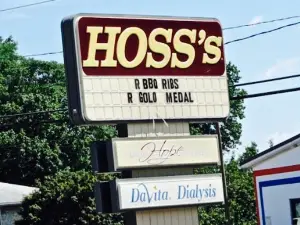 HOSS's
R BBQ RIBS
R GOLD MEDAL
DaVita. Dialysis